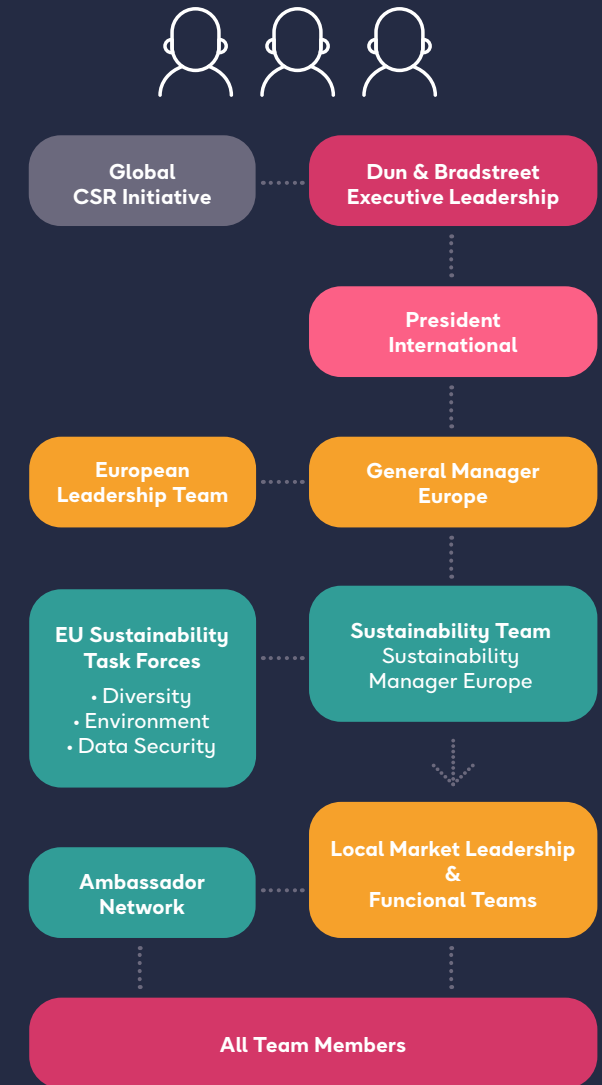 Global
CSR Initiative
Dun & Bradstreet
Executive Leadership
President
International
European
Leadership Team
General Manager
Europe
EU Sustainability
Task Forces
• Diversity
• Environment
• Data Security
Sustainability Team
Sustainability
Manager Europe
Local Market Leadership
&
Funcional Teams
Ambassador
Network
All Team Members